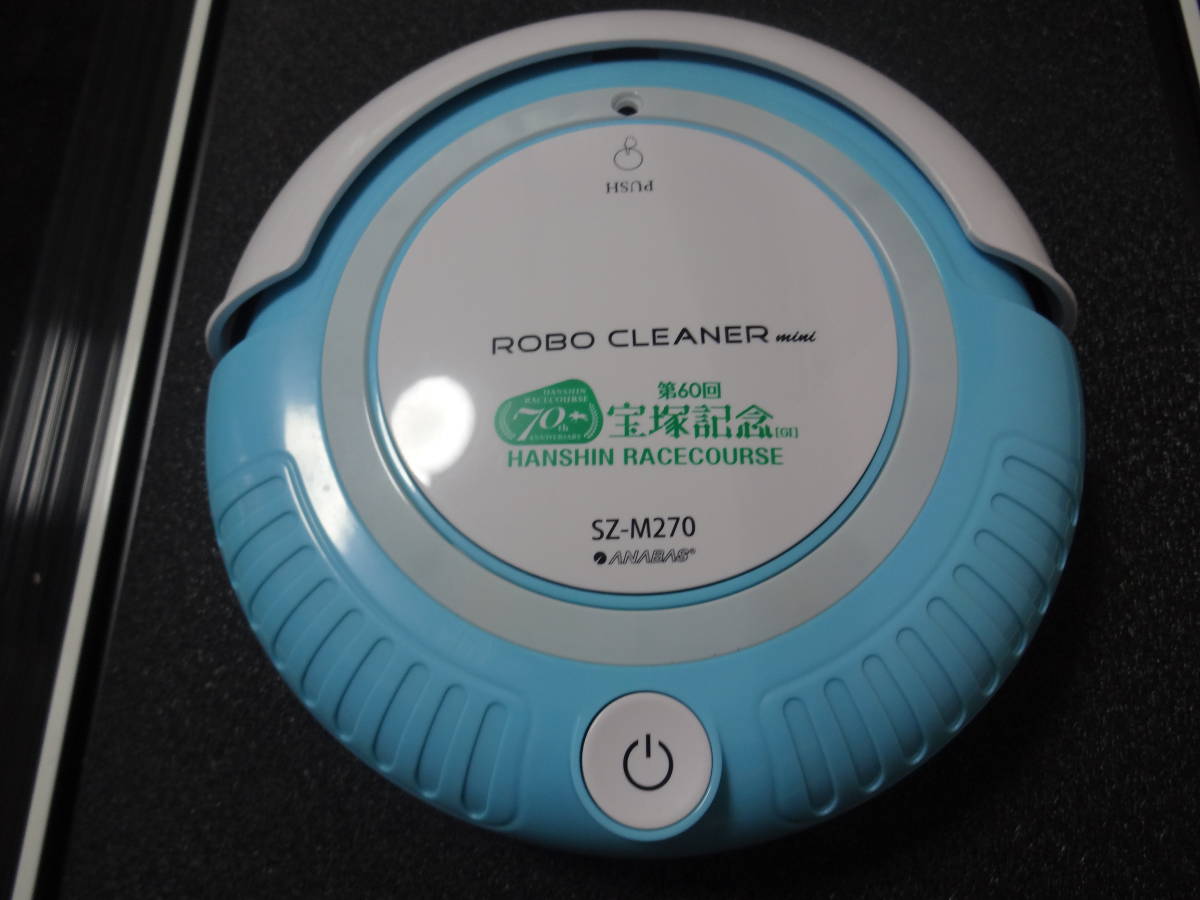 PUSH
ROBO CLEANER mini
HANSHIN
RACECOURSE
70th
ANNIVERSARY
第60回
宝塚記念[GI]
HANSHIN RACECOURSE
SZ-M270
ANABAS®